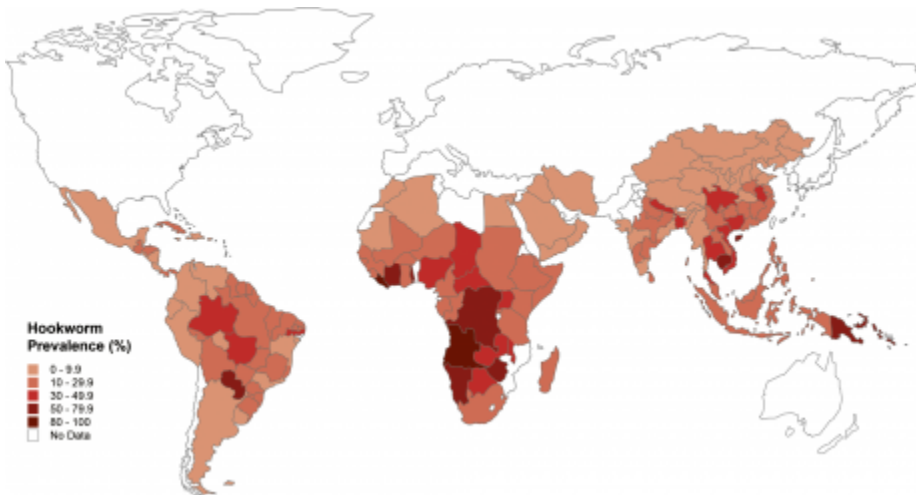 Hookworm
Prevalence (%)
0 - 9.9
10 - 29.9
30 - 49.9
50 - 79.9
80 - 100
No Data